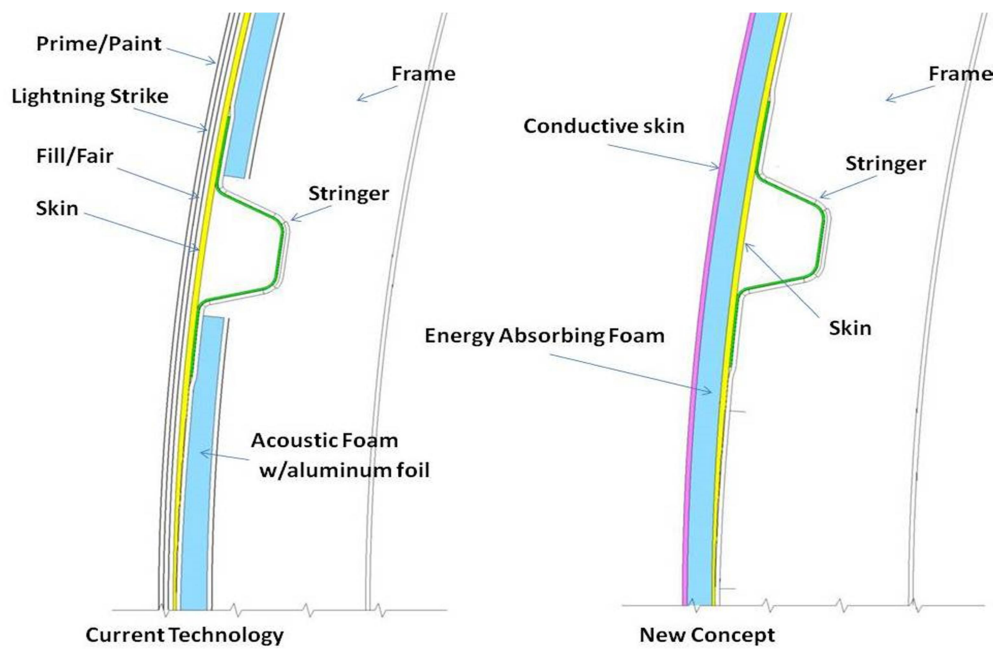 Prime/Paint
Lightning Strike
Fill/Fair
Skin
Frame
Stringer
Acoustic Foam
w/aluminum foil
Current Technology
Frame
Conductive skin
Stringer
Skin
Energy Absorbing Foam
New Concept